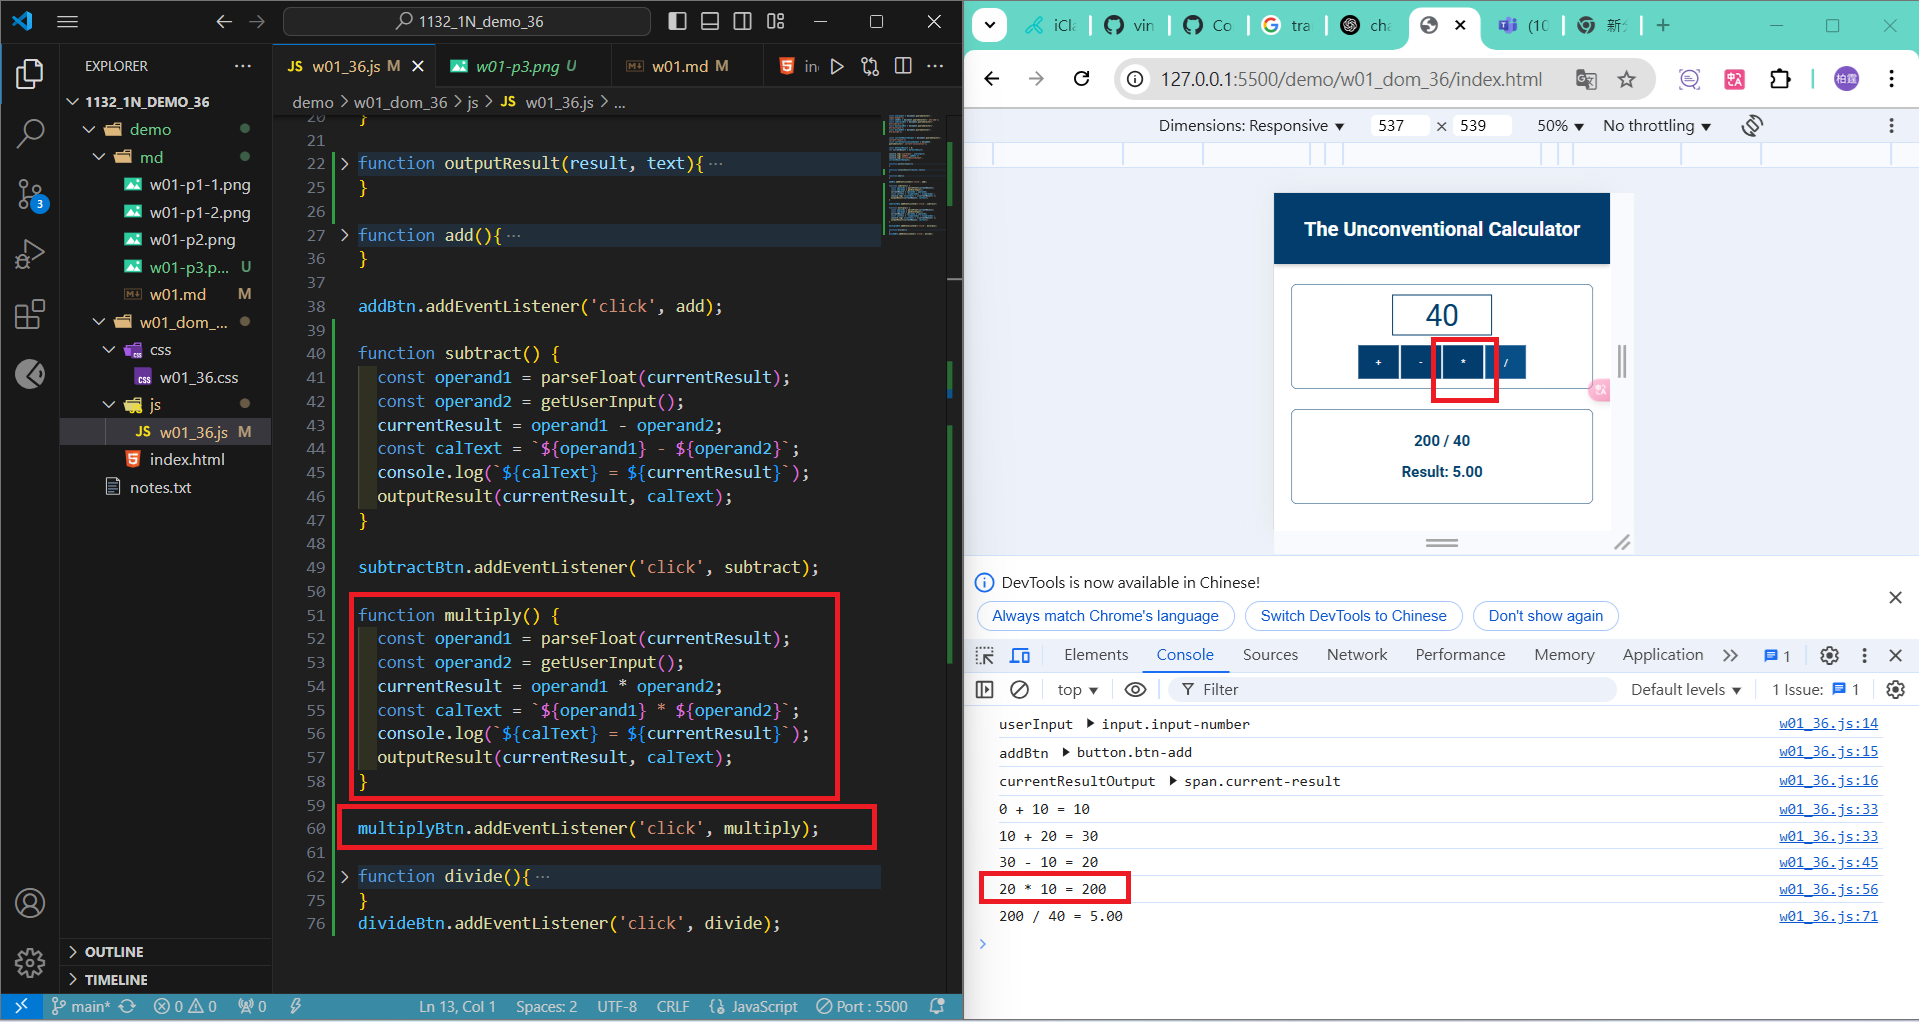 1132_1N_demo_36
EXPLORER
1132_1N_DEMO_36
demo
md
w01-p1-1.png
w01-p1-2.png
w01-p2.png
w01-p3.p... U
w01.md M
w01_dom_...
css
w01_36.css
js
JS w01_36.js M
index.html
notes.txt
OUTLINE
TIMELINE
3
JS w01_36.js M
w01-p3.png U
w01.md M
in
demo > w01_dom_36 > js > JS w01_36.js > ...
20 }
21
22 function outputResult(result, text){ ...
25 }
26
27 function add(){ ...
36 }
37
38 addBtn.addEventListener('click', add);
39
40 function subtract() {
41 const operand1 = parseFloat(currentResult);
42 const operand2 = getUserInput();
43 currentResult = operand1 - operand2;
44 const calText = `${operand1} - ${operand2}`;
45 console.log(`${calText} = ${currentResult}`);
46 outputResult(currentResult, calText);
47 }
48
49 subtractBtn.addEventListener('click', subtract);
50
51 function multiply() {
52 const operand1 = parseFloat(currentResult);
53 const operand2 = getUserInput();
54 currentResult = operand1 * operand2;
55 const calText = `${operand1} * ${operand2}`;
56 console.log(`${calText} = ${currentResult}`);
57 outputResult(currentResult, calText);
58 }
59
60 multiplyBtn.addEventListener('click', multiply);
61
62 function divide(){ ...
75 }
76 divideBtn.addEventListener('click', divide);
main* 0 0 0 Ln 13, Col 1 Spaces: 2 UTF-8 CRLF JavaScript Port : 5500
iCla vin Co tra cha (10 新
127.0.0.1:5500/demo/w01_dom_36/index.html
柏霆
Dimensions: Responsive 537 × 539 50% No throttling
The Unconventional Calculator
40
+ - * /
200 / 40
Result: 5.00
DevTools is now available in Chinese!
Always match Chrome's language Switch DevTools to Chinese Don't show again
Elements Console Sources Network Performance Memory Application 1
top Filter Default levels 1 Issue: 1
userInput input.input-number w01_36.js:14
addBtn button.btn-add w01_36.js:15
currentResultOutput span.current-result w01_36.js:16
0 + 10 = 10 w01_36.js:33
10 + 20 = 30 w01_36.js:33
30 - 10 = 20 w01_36.js:45
20 * 10 = 200 w01_36.js:56
200 / 40 = 5.00 w01_36.js:71